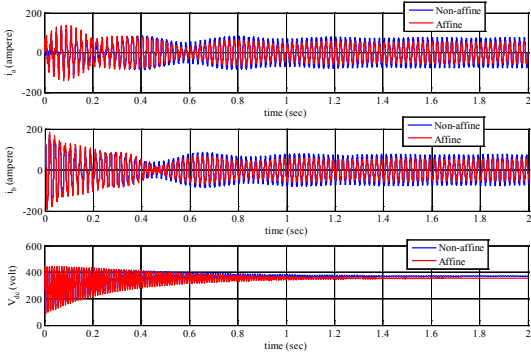 200
0
-200
i_a (ampere)
Non-affine
Affine
0 0.2 0.4 0.6 0.8 1 1.2 1.4 1.6 1.8 2
time (sec)
200
0
-200
i_b (ampere)
Non-affine
Affine
0 0.2 0.4 0.6 0.8 1 1.2 1.4 1.6 1.8 2
time (sec)
600
400
200
0
V_dc (volt)
Non-affine
Affine
0 0.2 0.4 0.6 0.8 1 1.2 1.4 1.6 1.8 2
time (sec)